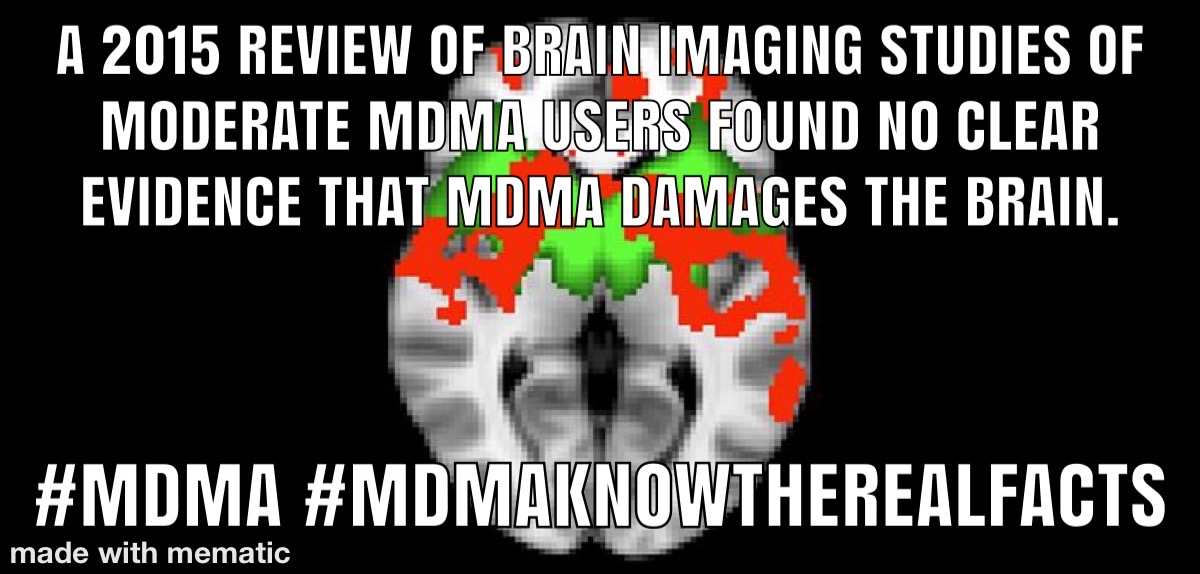 A 2015 REVIEW OF BRAIN IMAGING STUDIES OF
MODERATE MDMA USERS FOUND NO CLEAR
EVIDENCE THAT MDMA DAMAGES THE BRAIN.
#MDMA #MDMAKNOWTHEREALFACTS
made with mematic